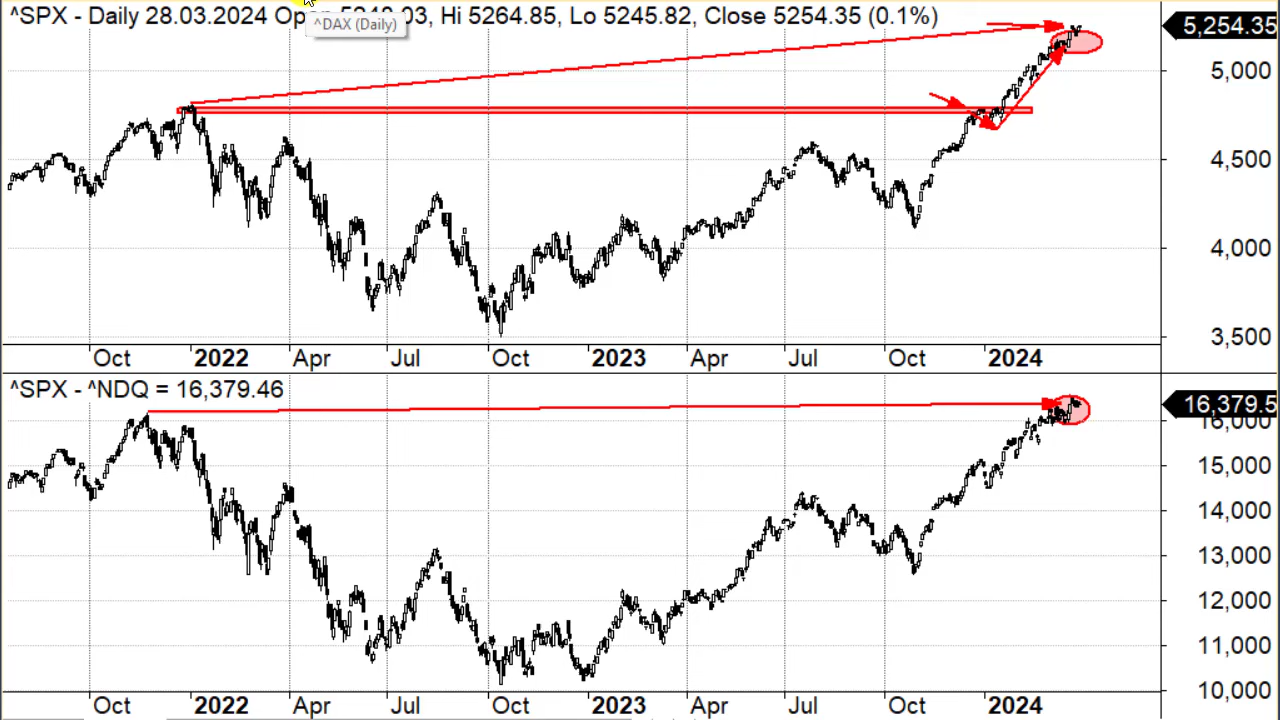 ^SPX - Daily 28.03.2024 Open 03, Hi 5264.85, Lo 5245.82, Close 5254.35 (0.1%)
^DAX (Daily)
5,254.35
5,000
4,500
4,000
3,500
Oct 2022 Apr Jul Oct 2023 Apr Jul Oct 2024
^SPX - ^NDQ = 16,379.46
16,379.5
16,000
15,000
14,000
13,000
12,000
11,000
10,000
Oct 2022 Apr Jul Oct 2023 Apr Jul Oct 2024